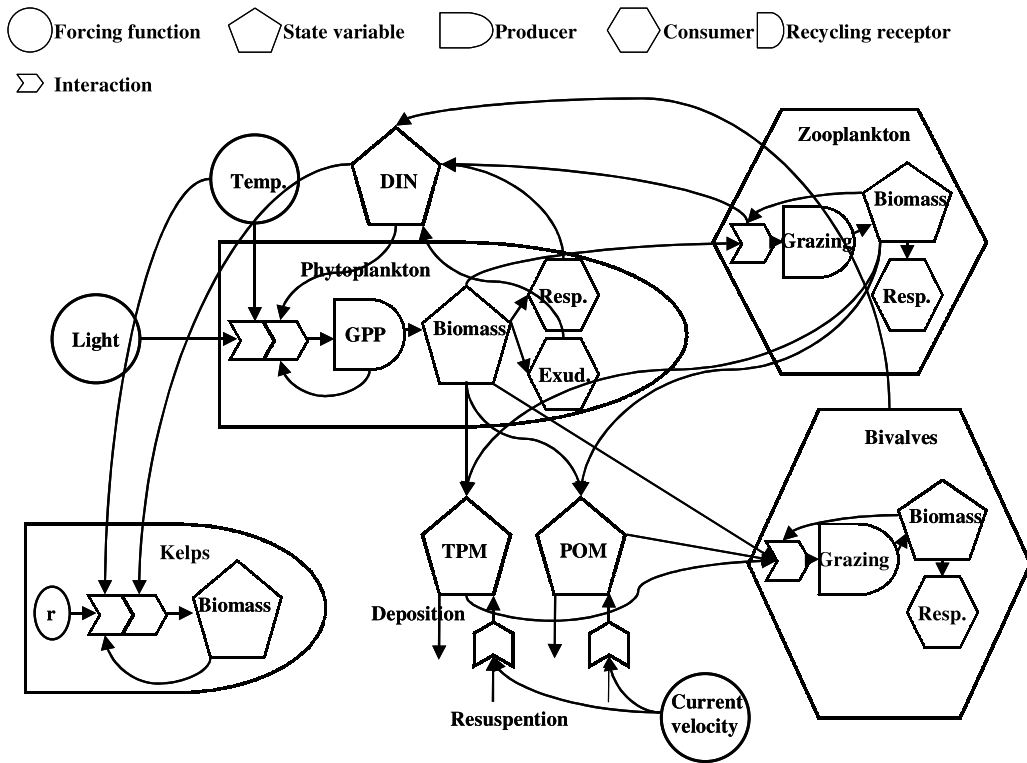 Forcing function State variable Producer Consumer Recycling receptor
Interaction
Zooplankton
Temp. DIN Biomass
Grazing
Phytoplankton
Resp. Resp.
Light GPP Biomass
Exud.
Bivalves
Biomass
TPM POM
Kelps Grazing
r Biomass Deposition Resp.
Resuspention Current
velocity